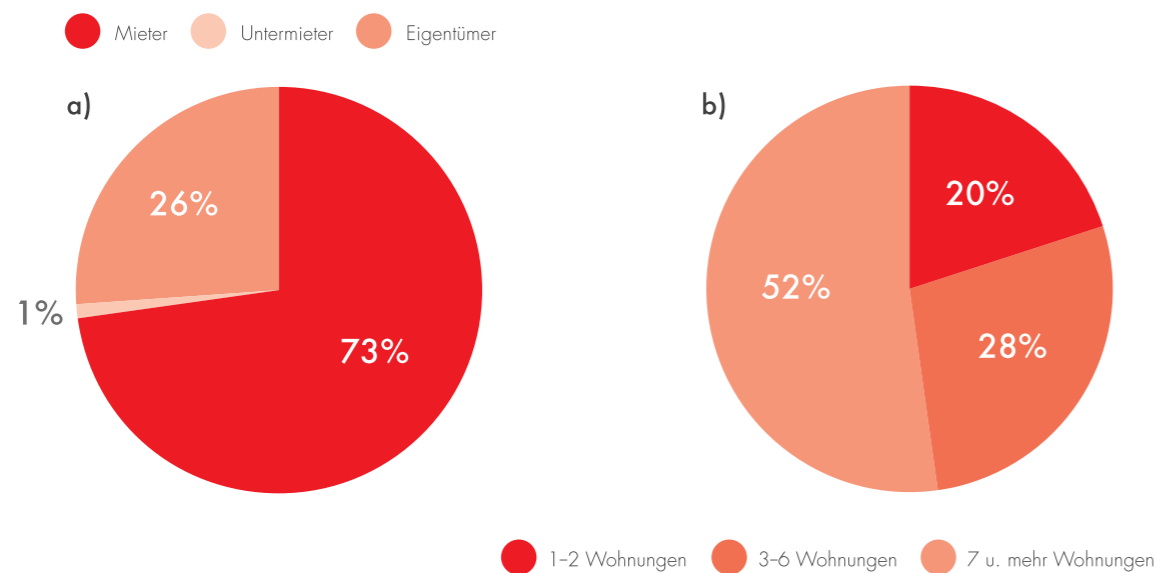 Mieter Untermieter Eigentümer
a)
26%
1%
73%
b)
20%
52%
28%
1–2 Wohnungen 3–6 Wohnungen 7 u. mehr Wohnungen